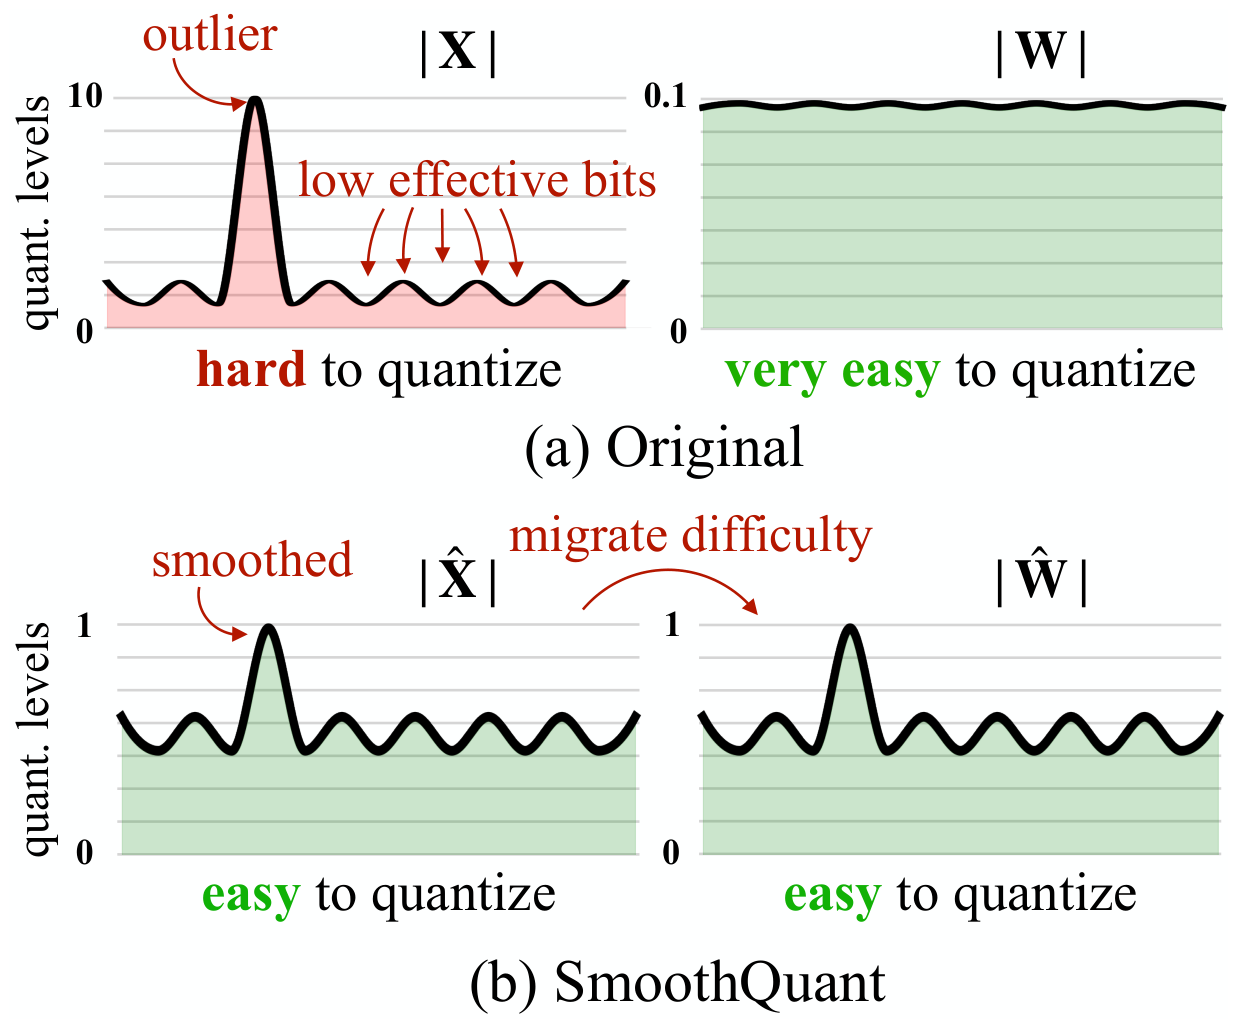 outlier
|X|
|W|
quant. levels
10
0
low effective bits
0.1
0
hard to quantize
very easy to quantize
(a) Original
migrate difficulty
smoothed
|X̂|
|Ŵ|
quant. levels
1
0
1
0
easy to quantize
easy to quantize
(b) SmoothQuant